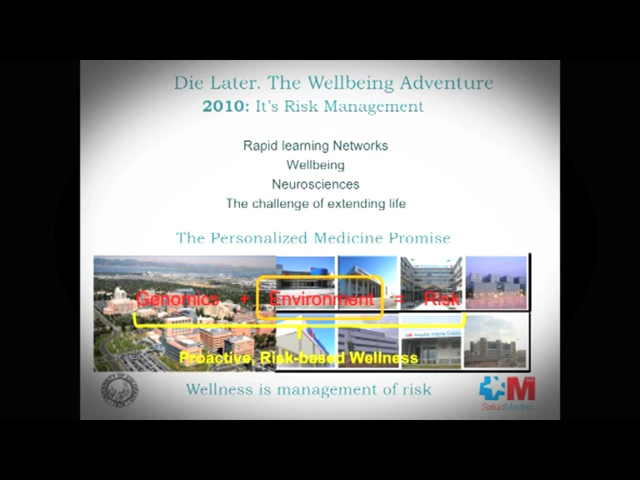 Die Later. The Wellbeing Adventure
2010: It's Risk Management
Rapid learning Networks
Wellbeing
Neurosciences
The challenge of extending life
The Personalized Medicine Promise
Genomics + Environment = Risk
Proactive, Risk-based Wellness
Wellness is management of risk
M
SaludMadrid